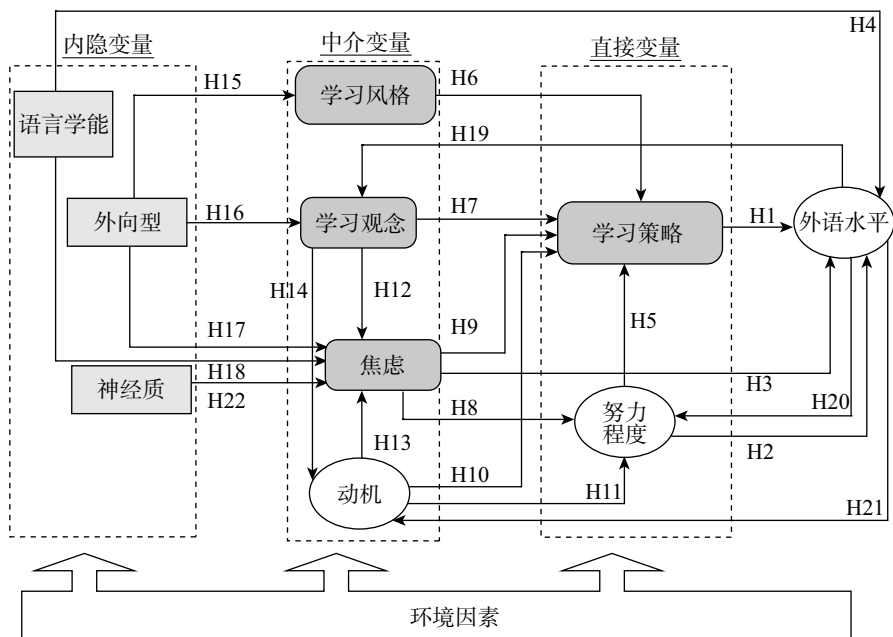 H4
内隐变量
中介变量
直接变量
H15
H6
学习风格
语言学能
H19
外向型
H16
学习观念
H7
学习策略
H1
外语水平
H14
H12
H9
H5
H17
焦虑
H18
H3
神经质
H22
H8
努力
程度
H20
H13
H2
动机
H10
H11
H21
环境因素